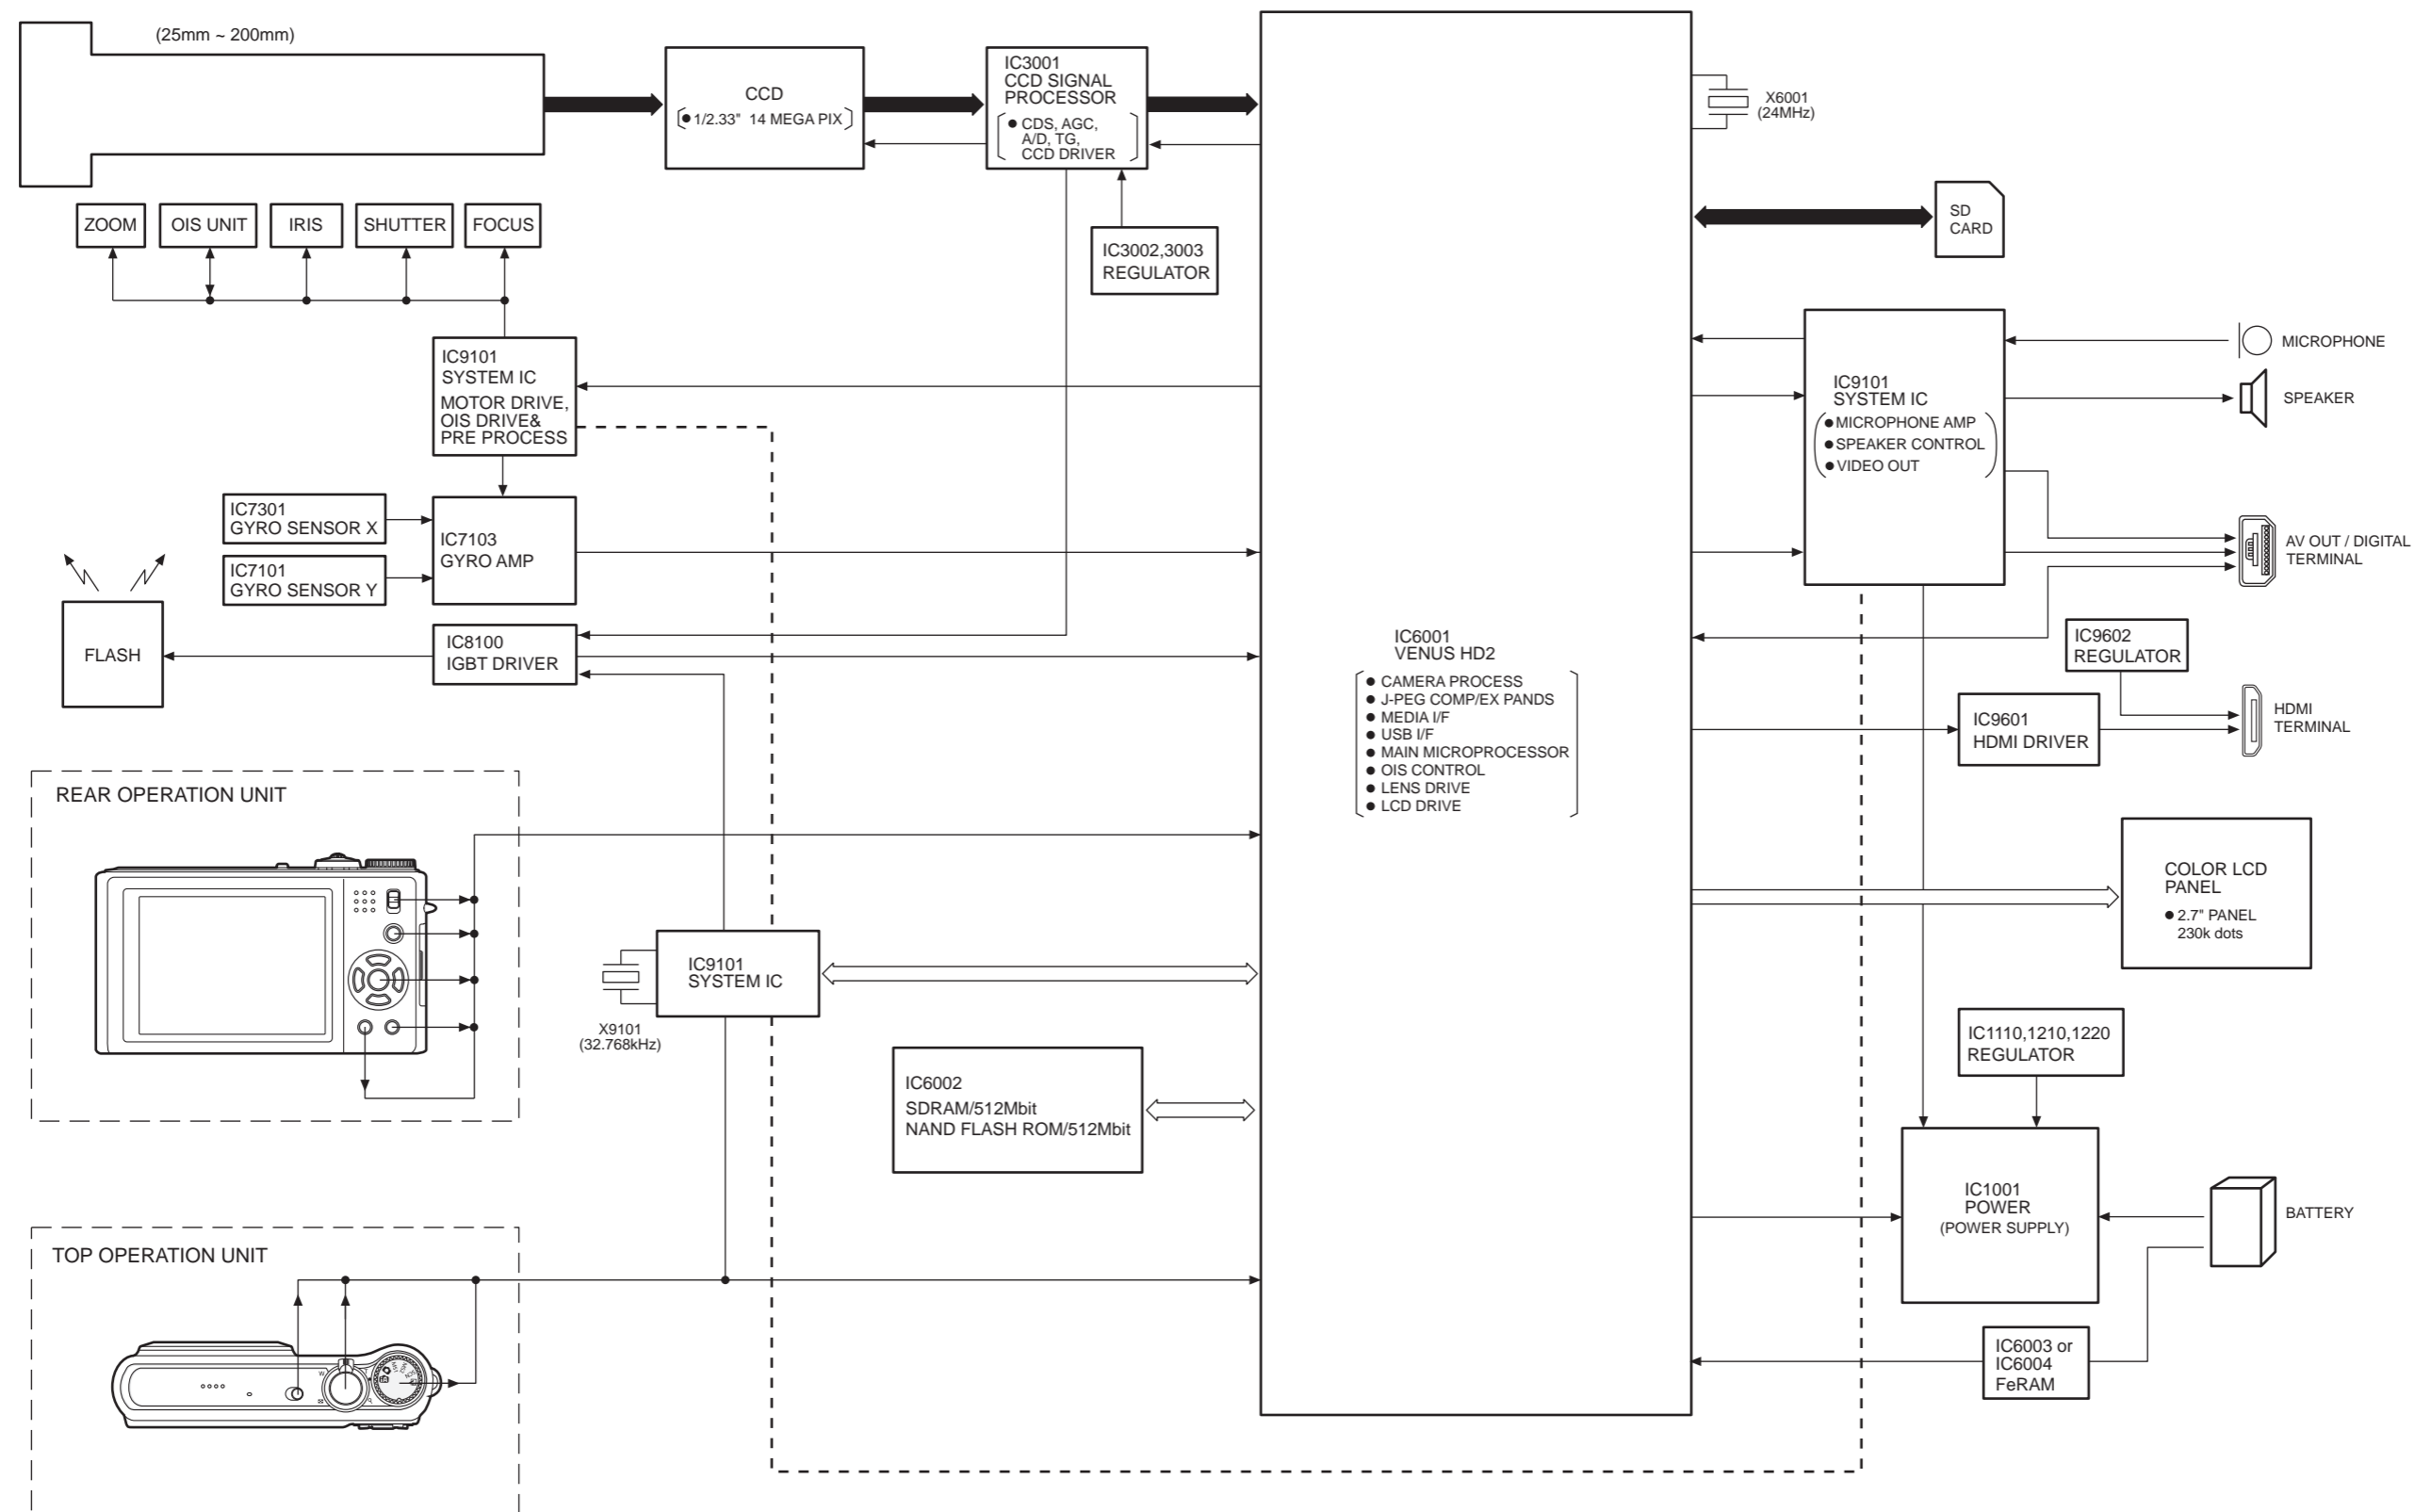 (25mm ~ 200mm)
CCD
● 1/2.33" 14 MEGA PIX
IC3001
CCD SIGNAL
PROCESSOR
● CDS, AGC,
A/D, TG,
CCD DRIVER
X6001
(24MHz)
SD
CARD
ZOOM
OIS UNIT
IRIS
SHUTTER
FOCUS
IC3002,3003
REGULATOR
IC9101
SYSTEM IC
MOTOR DRIVE,
OIS DRIVE&
PRE PROCESS
IC9101
SYSTEM IC
● MICROPHONE AMP
● SPEAKER CONTROL
● VIDEO OUT
MICROPHONE
SPEAKER
AV OUT / DIGITAL
TERMINAL
IC7301
GYRO SENSOR X
IC7101
GYRO SENSOR Y
IC7103
GYRO AMP
FLASH
IC8100
IGBT DRIVER
IC6001
VENUS HD2
● CAMERA PROCESS
● J-PEG COMP/EX PANDS
● MEDIA I/F
● USB I/F
● MAIN MICROPROCESSOR
● OIS CONTROL
● LENS DRIVE
● LCD DRIVE
IC9602
REGULATOR
IC9601
HDMI DRIVER
HDMI
TERMINAL
REAR OPERATION UNIT
COLOR LCD
PANEL
● 2.7" PANEL
230k dots
IC9101
SYSTEM IC
X9101
(32.768kHz)
IC6002
SDRAM/512Mbit
NAND FLASH ROM/512Mbit
IC1110,1210,1220
REGULATOR
IC1001
POWER
(POWER SUPPLY)
BATTERY
TOP OPERATION UNIT
IC6003 or
IC6004
FeRAM